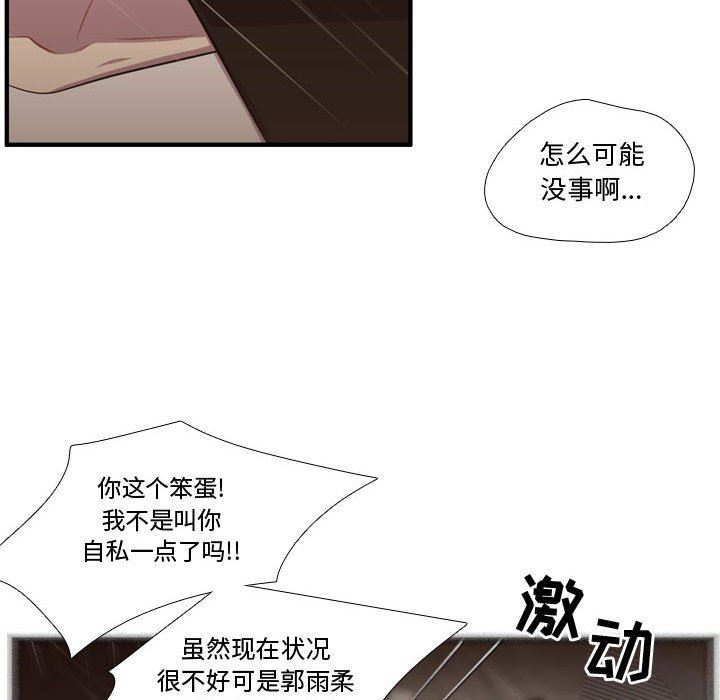 怎么可能
没事啊...
你这个笨蛋!
我不是叫你
自私一点了吗!!
激动
虽然现在状况
很不好可是郭雨柔